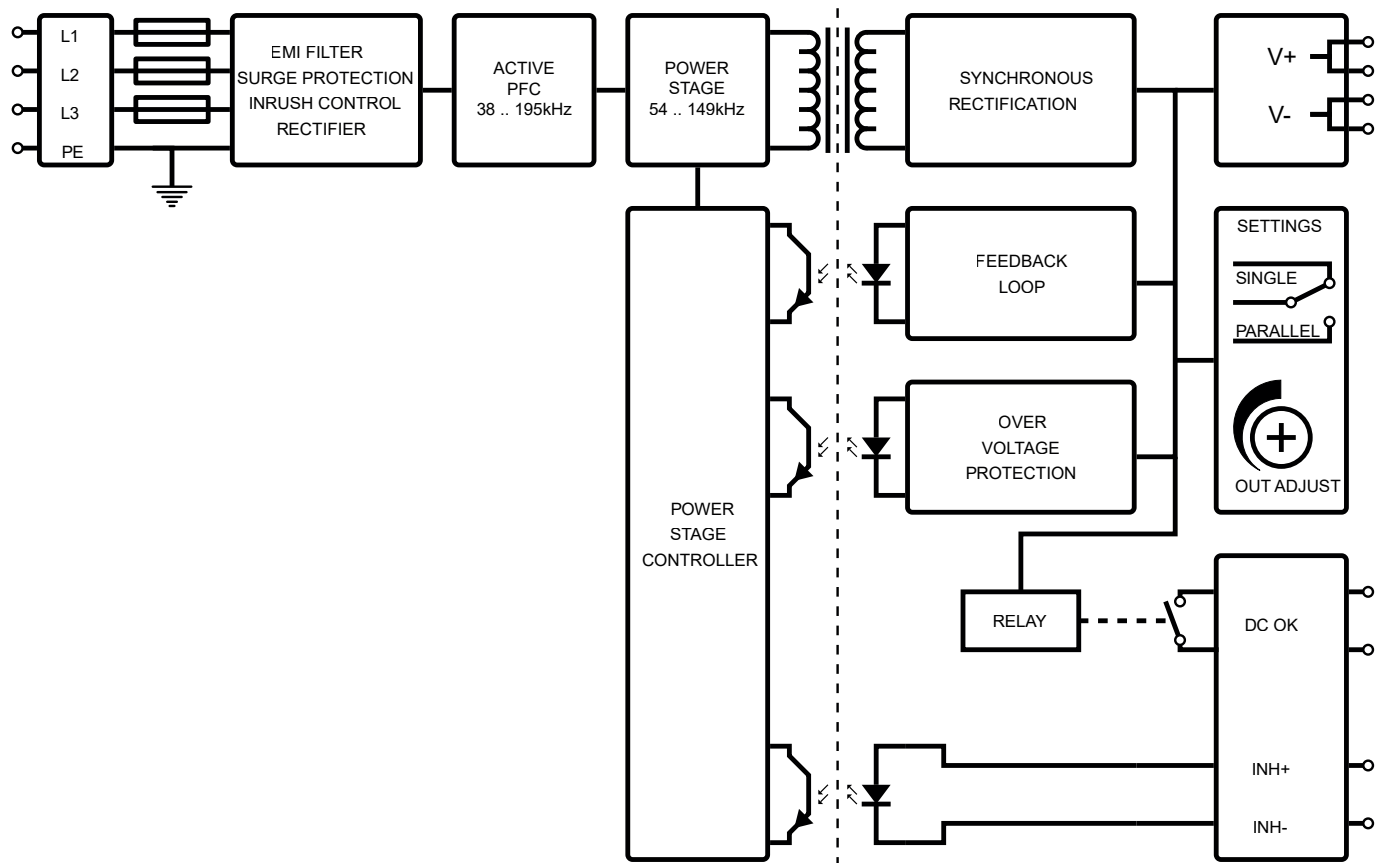 L1
L2
L3
PE
EMI FILTER
SURGE PROTECTION
INRUSH CONTROL
RECTIFIER
ACTIVE
PFC
38 .. 195kHz
POWER
STAGE
54 .. 149kHz
SYNCHRONOUS
RECTIFICATION
V+
V-
FEEDBACK
LOOP
SETTINGS
SINGLE
PARALLEL
OUT ADJUST
OVER
VOLTAGE
PROTECTION
POWER
STAGE
CONTROLLER
RELAY
DC OK
INH+
INH-